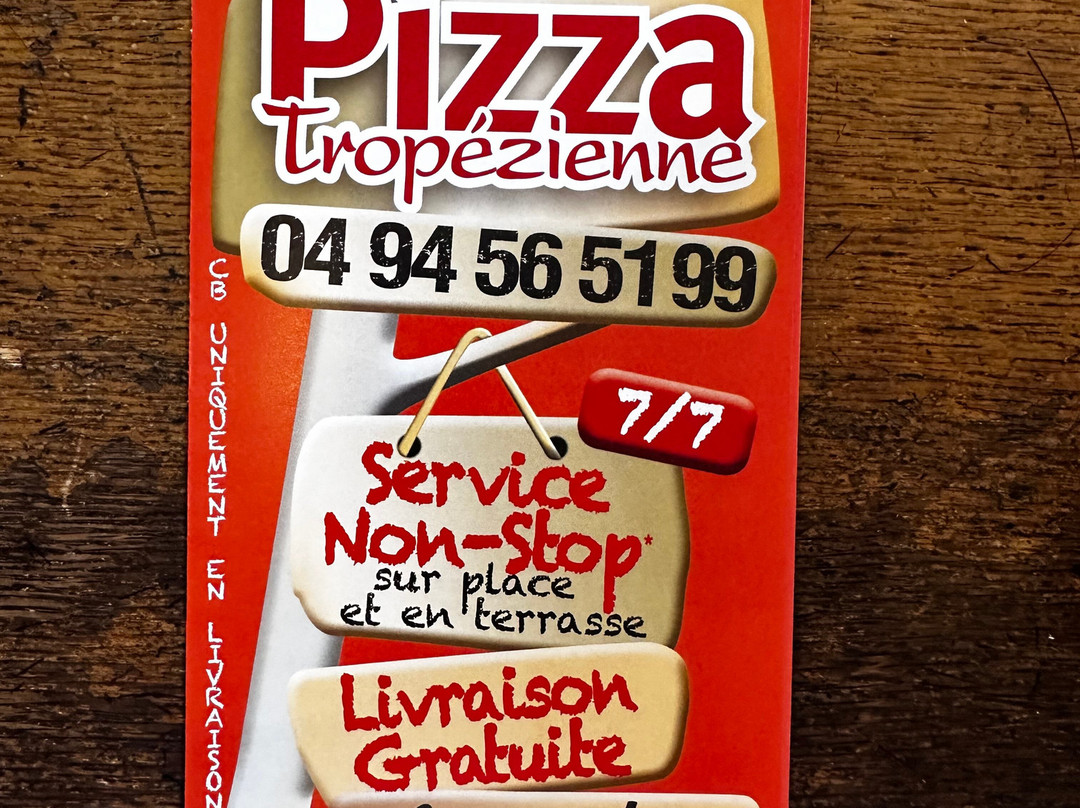 Pizza
Tropézienne
04 94 56 51 99
7/7
Service
Non-Stop*
sur place
et en terrasse
Livraison
Gratuite
CB UNIQUEMENT EN LIVRAISON